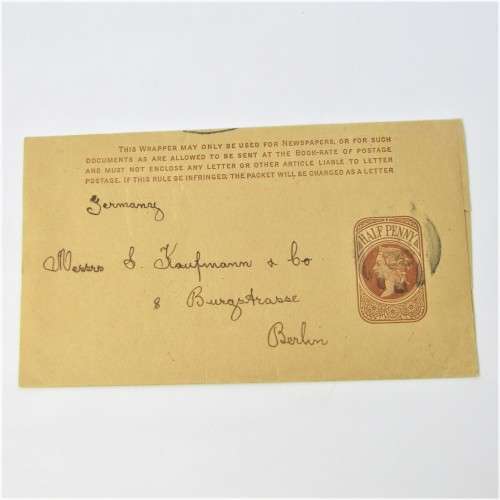 THIS WRAPPER MAY ONLY BE USED FOR NEWSPAPERS, OR FOR SUCH
DOCUMENTS AS ARE ALLOWED TO BE SENT AT THE BOOK-RATE OF POSTAGE
AND MUST NOT ENCLOSE ANY LETTER OR OTHER ARTICLE LIABLE TO LETTER
POSTAGE. IF THIS RULE BE INFRINGED, THE PACKET WILL BE CHARGED AS A LETTER.
Germany
HALF PENNY
Messrs S. Kaufmann & Co
8 Burgstrasse
Berlin